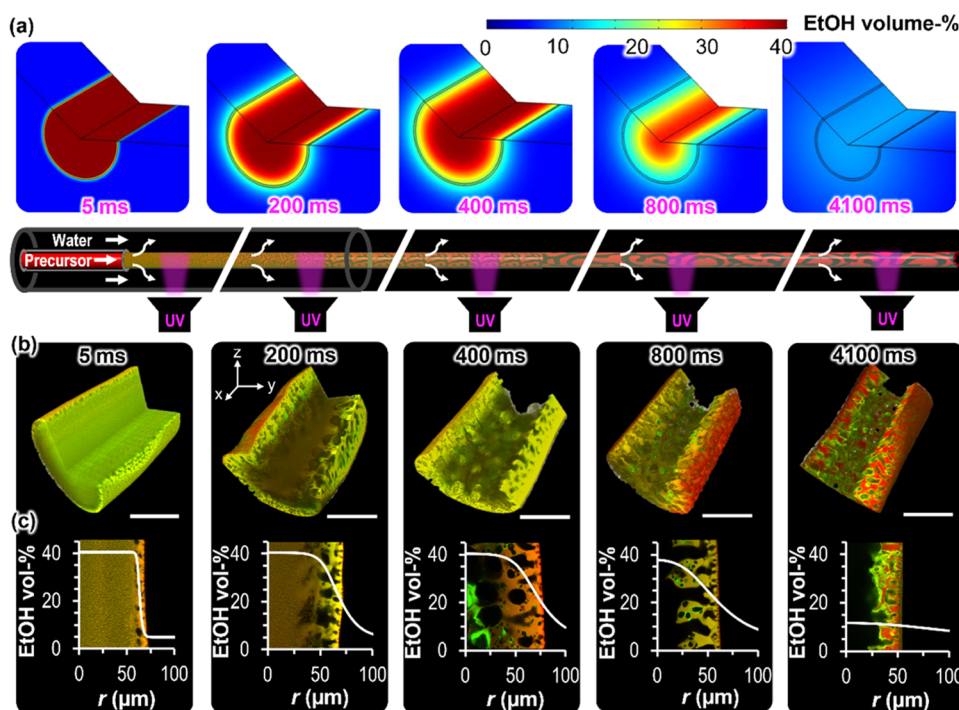 (a)
EtOH volume-%
0 10 20 30 40
5 ms 200 ms 400 ms 800 ms 4100 ms
Water
Precursor
UV UV UV UV UV
(b)
5 ms 200 ms 400 ms 800 ms 4100 ms
z
x y
(c)
EtOH vol-% EtOH vol-% EtOH vol-% EtOH vol-% EtOH vol-%
40 40 40 40 40
20 20 20 20 20
0 0 0 0 0
0 50 100 0 50 100 0 50 100 0 50 100 0 50 100
r (µm) r (µm) r (µm) r (µm) r (µm)